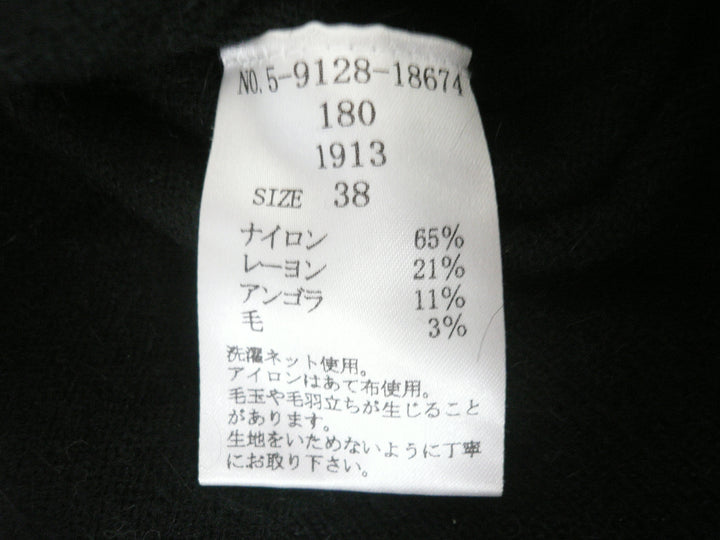 NO.5-9128-18674
180
1913
SIZE 38
ナイロン 65%
レーヨン 21%
アンゴラ 11%
毛 3%
洗濯ネット使用。
アイロンはあて布使用。
毛玉や毛羽立ちが生じること
があります。
生地をいためないように丁寧
にお取り下さい。